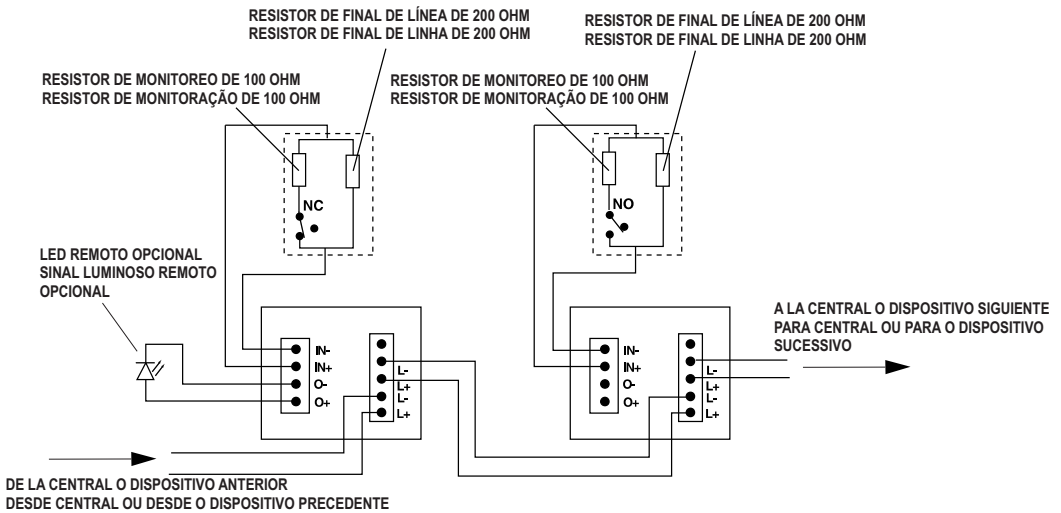 RESISTOR DE FINAL DE LÍNEA DE 200 OHM
RESISTOR DE FINAL DE LINHA DE 200 OHM
RESISTOR DE FINAL DE LÍNEA DE 200 OHM
RESISTOR DE FINAL DE LINHA DE 200 OHM
RESISTOR DE MONITOREO DE 100 OHM
RESISTOR DE MONITORAÇÃO DE 100 OHM
RESISTOR DE MONITOREO DE 100 OHM
RESISTOR DE MONITORAÇÃO DE 100 OHM
NC
NO
LED REMOTO OPCIONAL
SINAL LUMINOSO REMOTO
OPCIONAL
A LA CENTRAL O DISPOSITIVO SIGUIENTE
PARA CENTRAL OU PARA O DISPOSITIVO
SUCESSIVO
IN-
IN+
O-
O+
L-
L+
L-
L+
IN-
IN+
O-
O+
L-
L+
L-
L+
DE LA CENTRAL O DISPOSITIVO ANTERIOR
DESDE CENTRAL OU DESDE O DISPOSITIVO PRECEDENTE